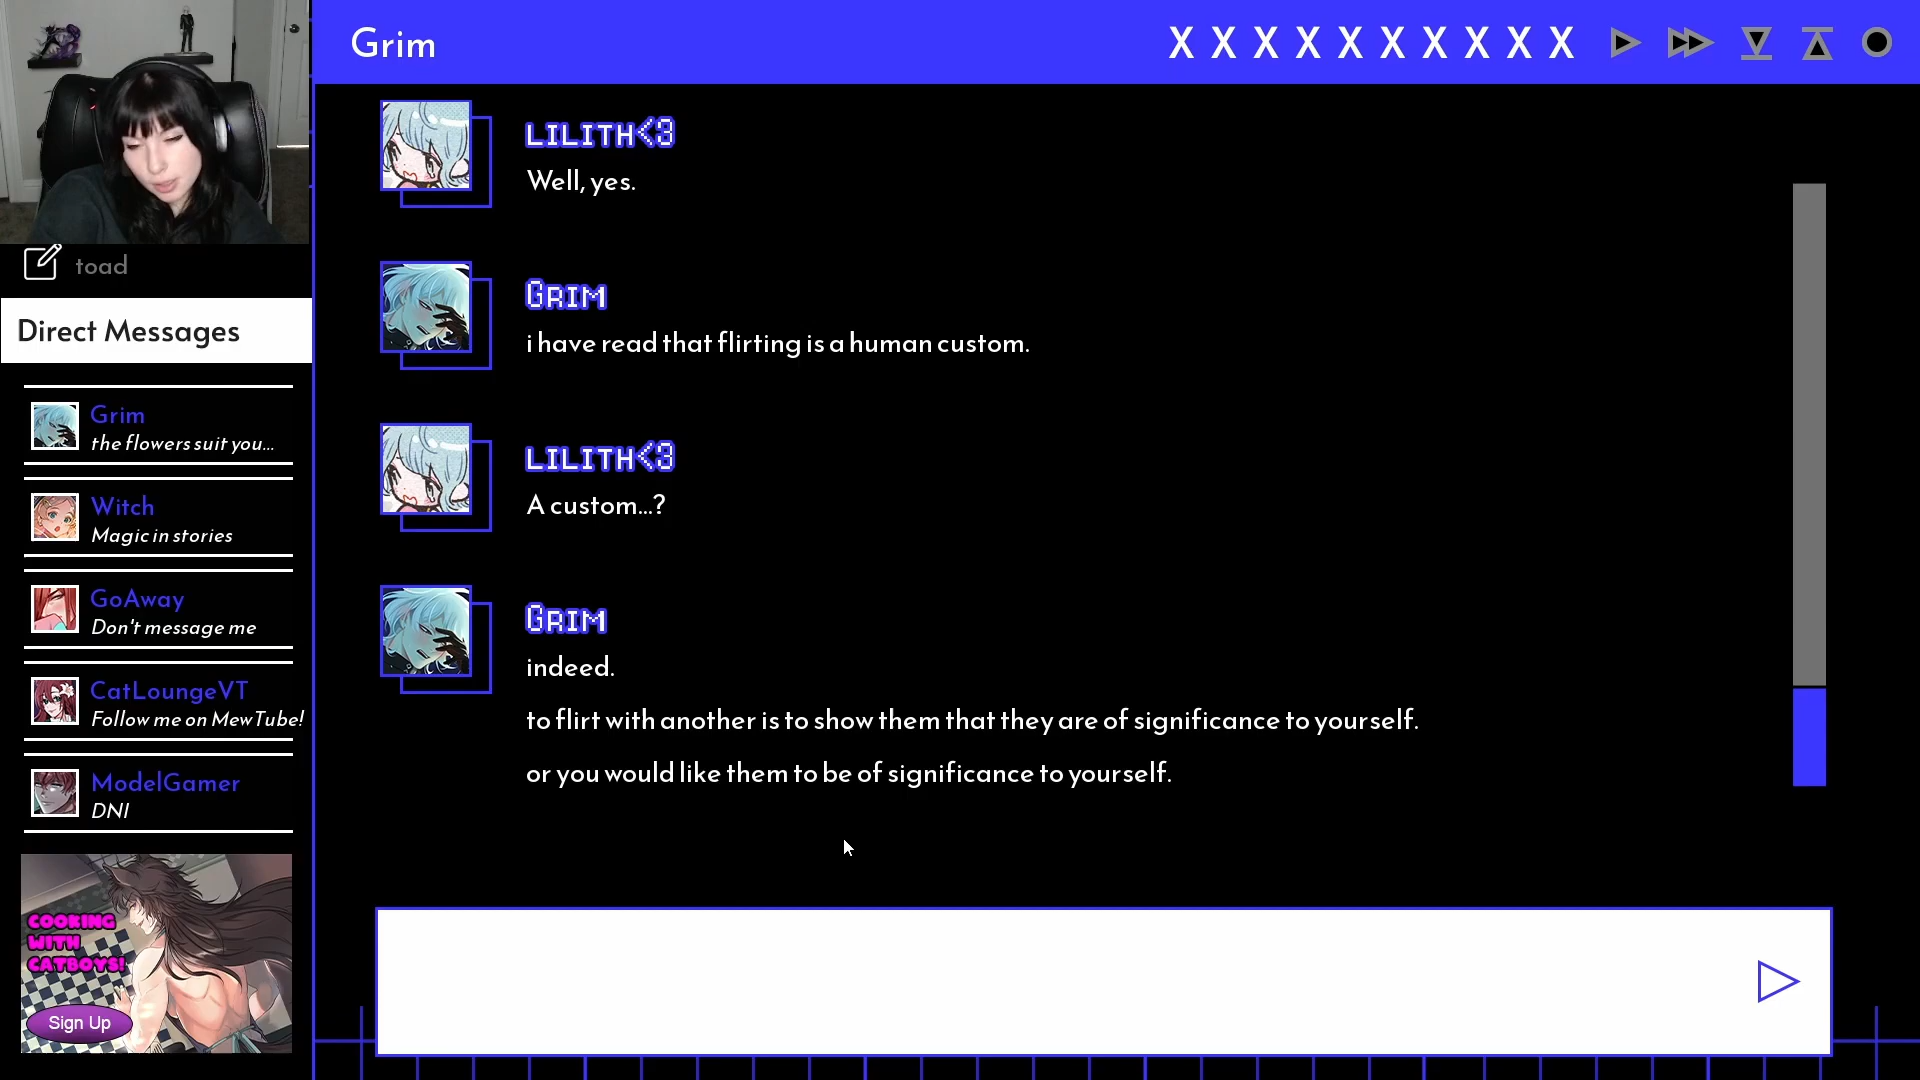 Grim
X X X X X X X X X X
toad
Direct Messages
Grim
the flowers suit you...
Witch
Magic in stories
GoAway
Don't message me
CatLoungeVT
Follow me on MewTube!
ModelGamer
DNI
COOKING
WITH
CATBOYS!
Sign Up
LILITH<3
Well, yes.
GRIM
i have read that flirting is a human custom.
LILITH<3
A custom...?
GRIM
indeed.
to flirt with another is to show them that they are of significance to yourself.
or you would like them to be of significance to yourself.